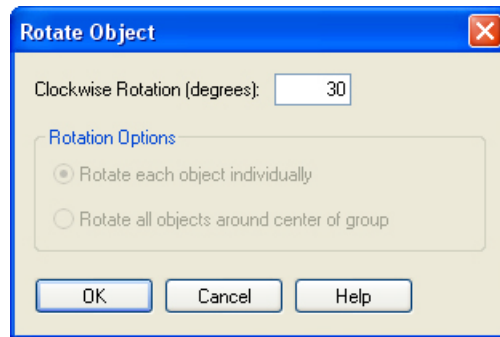 Rotate Object
Clockwise Rotation (degrees): 30
Rotation Options
Rotate each object individually
Rotate all objects around center of group
OK Cancel Help